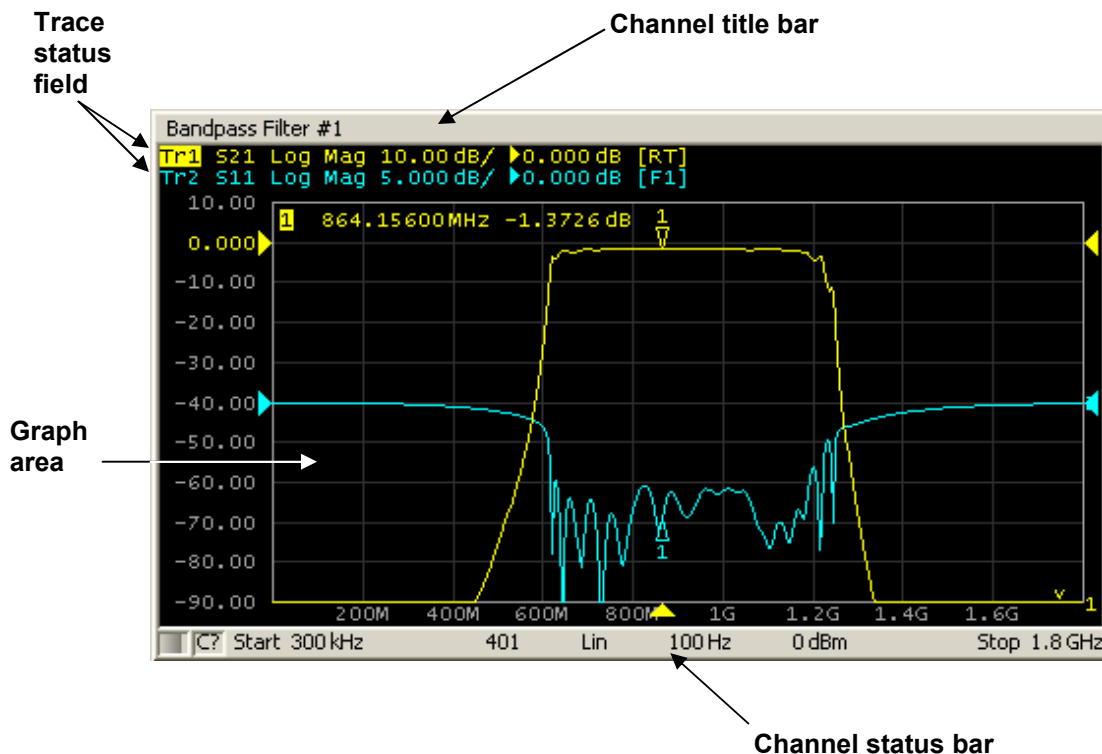 Trace
status
field
Channel title bar
Bandpass Filter #1
Tr1 S21 Log Mag 10.00 dB/ ▶0.000 dB [RT]
Tr2 S11 Log Mag 5.000 dB/ ▶0.000 dB [F1]
10.00
1 864.15600 MHz -1.3726 dB
1
0.000
-10.00
-20.00
-30.00
-40.00
Graph
area
-50.00
-60.00
-70.00
1
-80.00
-90.00
1
200M 400M 600M 800M 1G 1.2G 1.4G 1.6G
C? Start 300 kHz 401 Lin 100 Hz 0 dBm Stop 1.8 GHz
Channel status bar